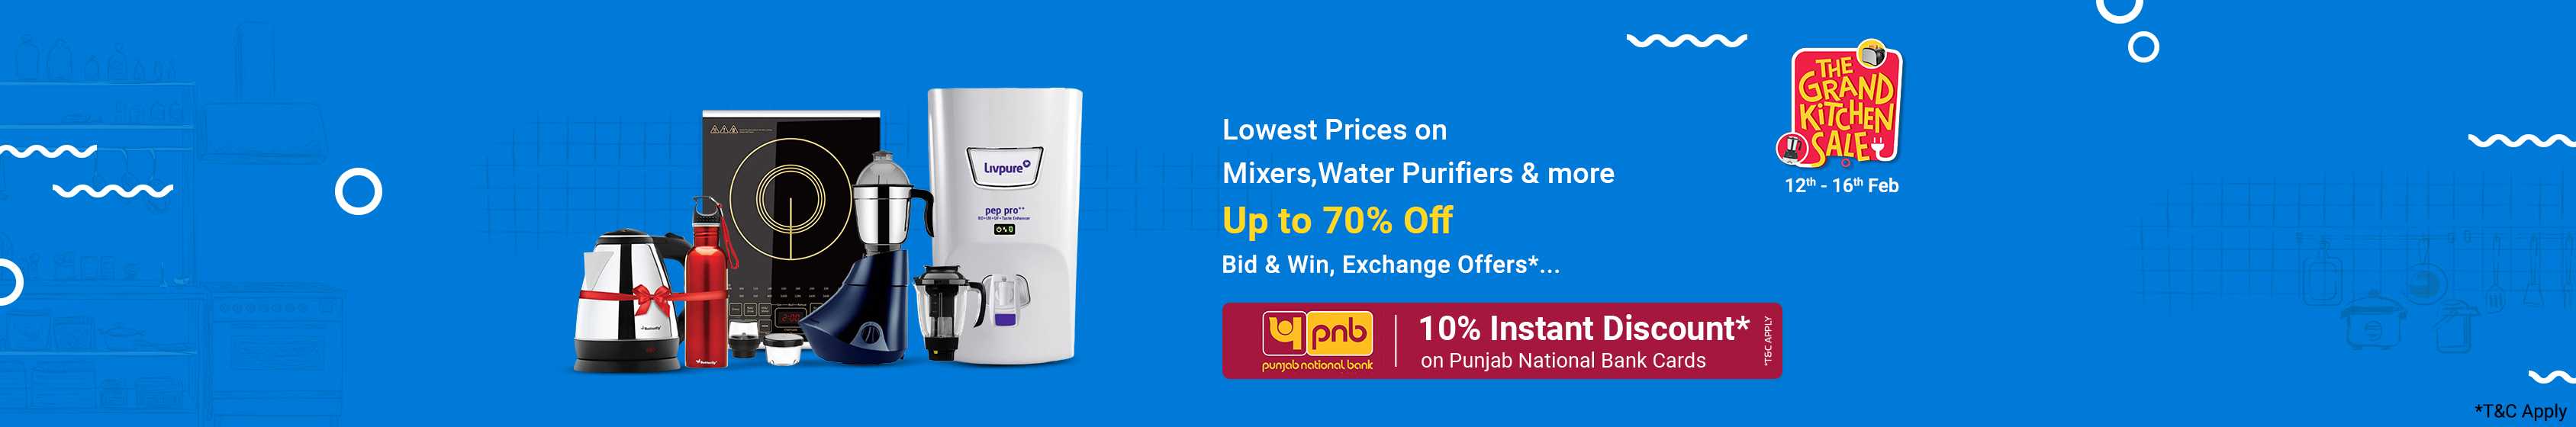 Livpure
pep pro++
Butterfly
Butterfly
Lowest Prices on
Mixers,Water Purifiers & more
Up to 70% Off
Bid & Win, Exchange Offers*...
पी pnb
punjab national bank
10% Instant Discount*
on Punjab National Bank Cards
*T&C APPLY
THE
GRAND
KITCHEN
SALE
12th - 16th Feb
*T&C Apply